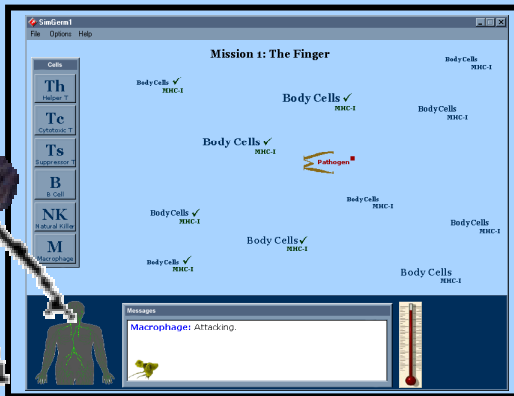 SimGerm1
File Options Help
Mission 1: The Finger
Cells
Th
Helper T
Tc
Cytotoxic T
Ts
Suppressor T
B
B Cell
NK
Natural Killer
M
Macrophage
Body Cells
MHC-I
Body Cells ✓
MHC-I
Body Cells ✓
MHC-I
Body Cells
MHC-I
Body Cells ✓
MHC-I
Pathogen
Body Cells
MHC-I
Body Cells ✓
MHC-I
Body Cells
MHC-I
Body Cells ✓
MHC-I
Body Cells ✓
MHC-I
Body Cells
MHC-I
Messages
Macrophage: Attacking.